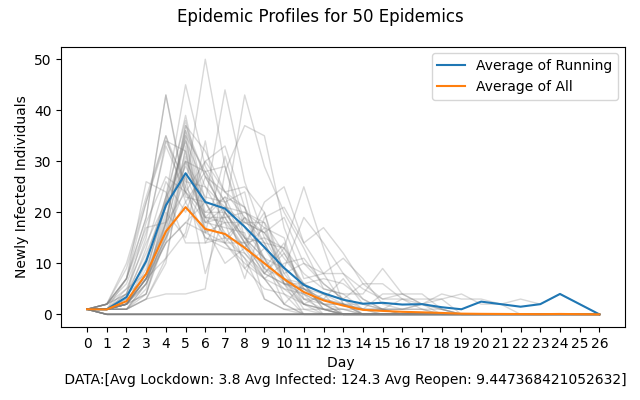 Epidemic Profiles for 50 Epidemics
Average of Running
Average of All
50
40
30
20
10
0
Newly Infected Individuals
0 1 2 3 4 5 6 7 8 9 10 11 12 13 14 15 16 17 18 19 20 21 22 23 24 25 26
Day
DATA:[Avg Lockdown: 3.8 Avg Infected: 124.3 Avg Reopen: 9.447368421052632]